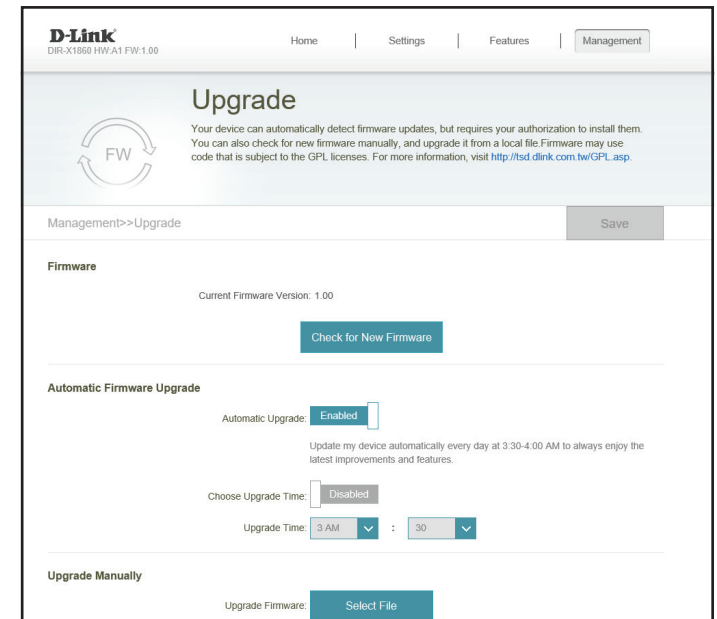 D-Link
DIR-X1860 HW:A1 FW:1.00
Home | Settings | Features | Management
Upgrade
FW
Your device can automatically detect firmware updates, but requires your authorization to install them.
You can also check for new firmware manually, and upgrade it from a local file.Firmware may use
code that is subject to the GPL licenses. For more information, visit http://tsd.dlink.com.tw/GPL.asp.
Management>>Upgrade
Save
Firmware
Current Firmware Version: 1.00
Check for New Firmware
Automatic Firmware Upgrade
Automatic Upgrade: Enabled
Update my device automatically every day at 3:30-4:00 AM to always enjoy the
latest improvements and features.
Choose Upgrade Time: Disabled
Upgrade Time: 3 AM : 30
Upgrade Manually
Upgrade Firmware: Select File